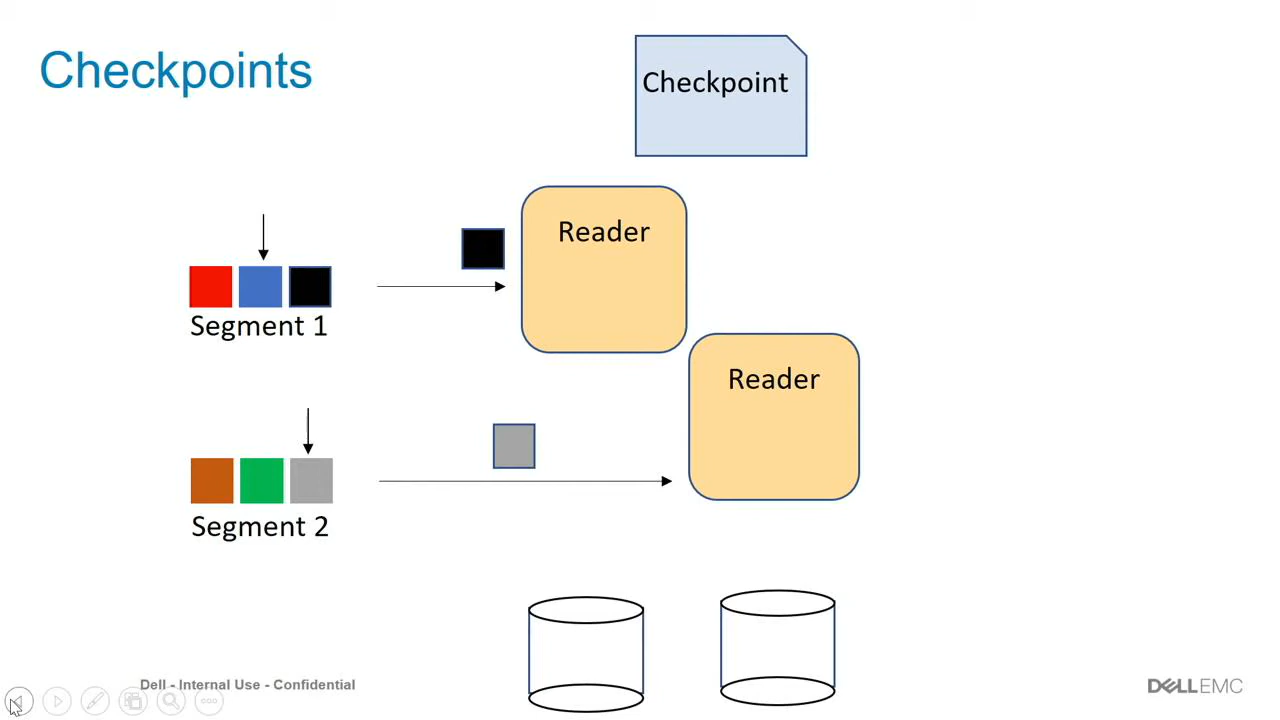 Checkpoints
Checkpoint
Reader
Segment 1
Reader
Segment 2
Dell - Internal Use - Confidential
DELLEMC